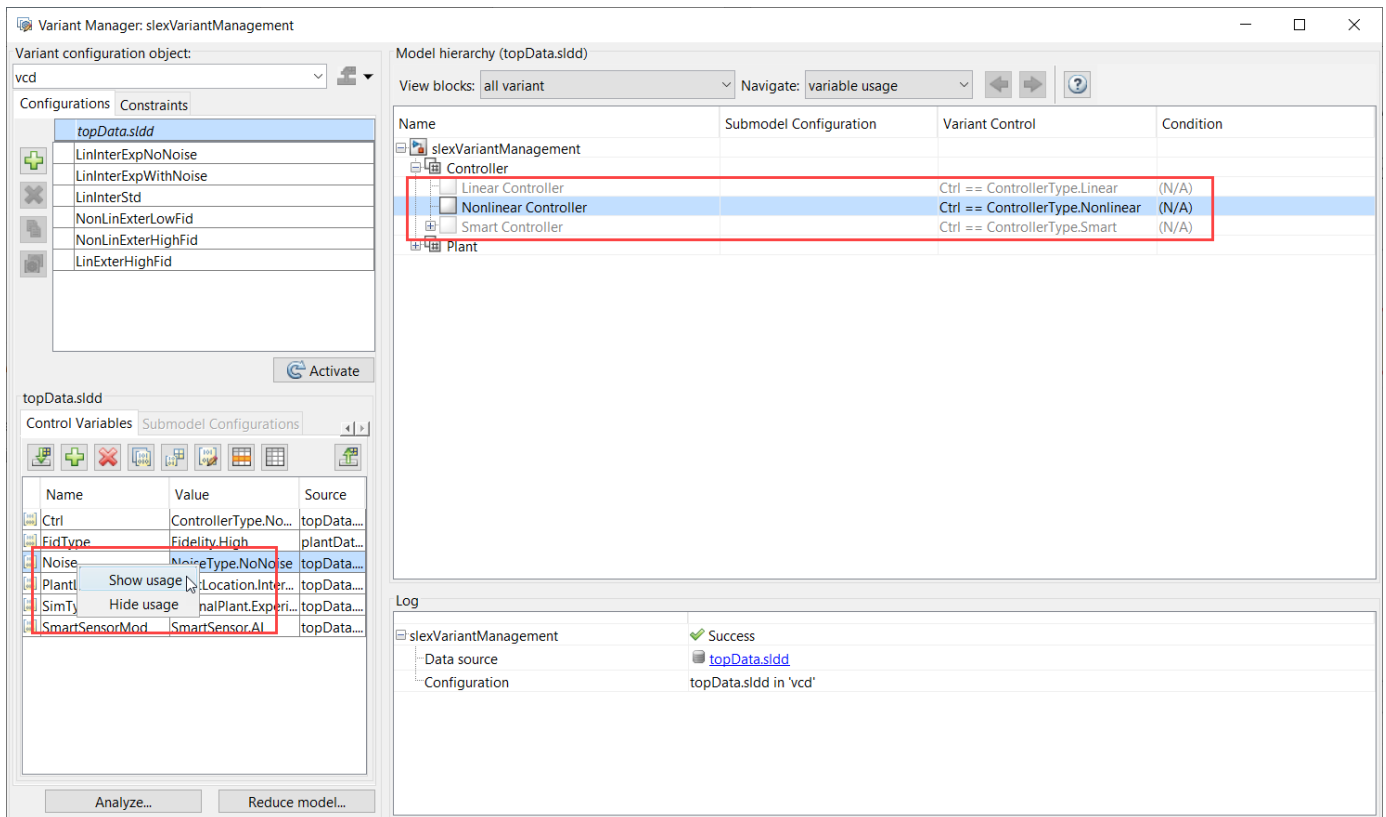 Variant Manager: slexVariantManagement
Variant configuration object:
vcd
Configurations Constraints
topData.sldd
LinInterExpNoNoise
LinInterExpWithNoise
LinInterStd
NonLinExterLowFid
NonLinExterHighFid
LinExterHighFid
Activate
topData.sldd
Control Variables Submodel Configurations
Name Value Source
Ctrl ControllerType.No... topData....
FidType Fidelity.High plantDat...
Noise NoiseType.NoNoise topData....
Show usage
Location.Inter... topData....
Hide usage
nalPlant.Experi... topData....
SmartSensorMod SmartSensor.AI topData....
Analyze... Reduce model...
Model hierarchy (topData.sldd)
View blocks: all variant Navigate: variable usage
Name Submodel Configuration Variant Control Condition
slexVariantManagement
Controller
Linear Controller Ctrl == ControllerType.Linear (N/A)
Nonlinear Controller Ctrl == ControllerType.Nonlinear (N/A)
Smart Controller Ctrl == ControllerType.Smart (N/A)
Plant
Log
slexVariantManagement Success
Data source topData.sldd
Configuration topData.sldd in 'vcd'